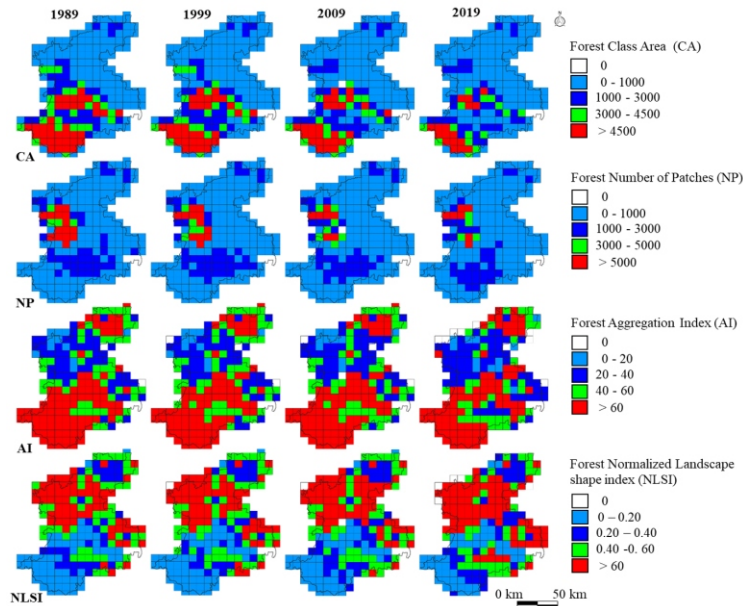 1989 1999 2009 2019
Forest Class Area (CA)
0
0 - 1000
1000 - 3000
3000 - 4500
> 4500
CA
Forest Number of Patches (NP)
0
0 - 1000
1000 - 3000
3000 - 5000
> 5000
NP
Forest Aggregation Index (AI)
0
0 - 20
20 - 40
40 - 60
> 60
AI
Forest Normalized Landscape
shape index (NLSI)
0
0 – 0.20
0.20 – 0.40
0.40 -0. 60
> 60
NLSI
0 km 50 km